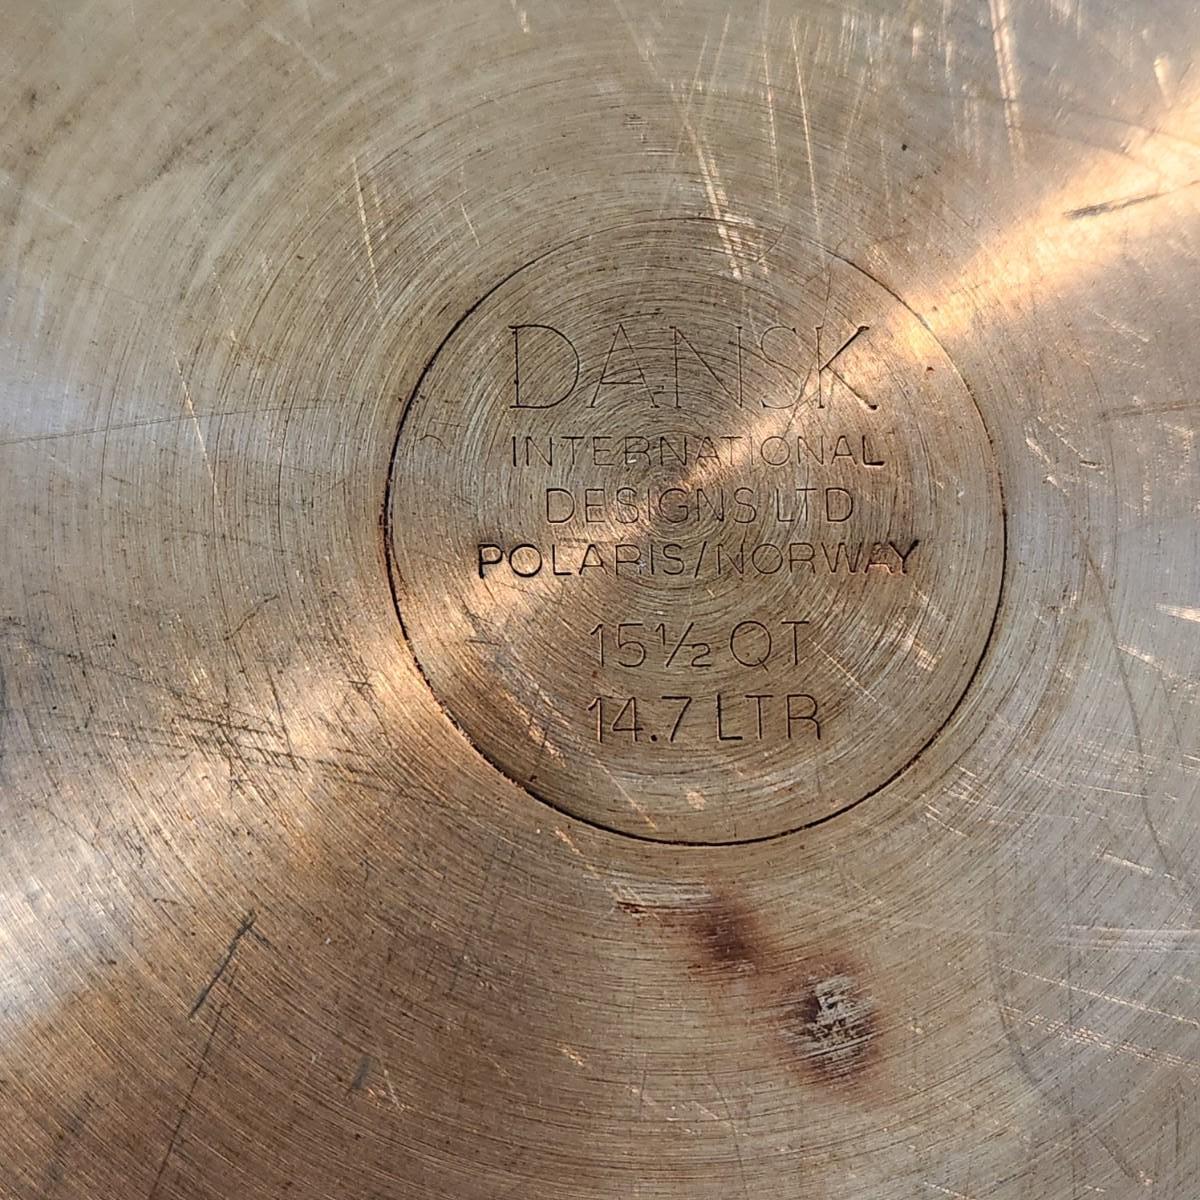 DANSK
INTERNATIONAL
DESIGNS LTD
POLARIS/NORWAY
15½ QT
14.7 LTR